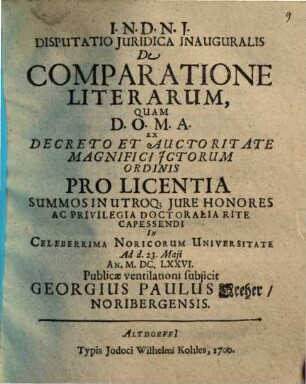 9
I. N. D. N. J.
DISPUTATIO JURIDICA INAUGURALIS
De
COMPARATIONE
LITERARUM,
QUAM
D. O. M. A.
EX
DECRETO ET AUCTORITATE
MAGNIFICI JCTORUM
ORDINIS
PRO LICENTIA
SUMMOS IN UTROQ; JURE HONORES
AC PRIVILEGIA DOCTORALIA RITE
CAPESSENDI
In
CELEBERRIMA NORICORUM UNIVERSITATE
Ad d. 23. Maji
AN. M. DC. LXXVI.
Publicæ ventilationi subjicit
GEORGIUS PAULUS /
NORIBERGENSIS.
ALTDORFFI
Typis Jodoci Wilhelmi Kohles, 1700.